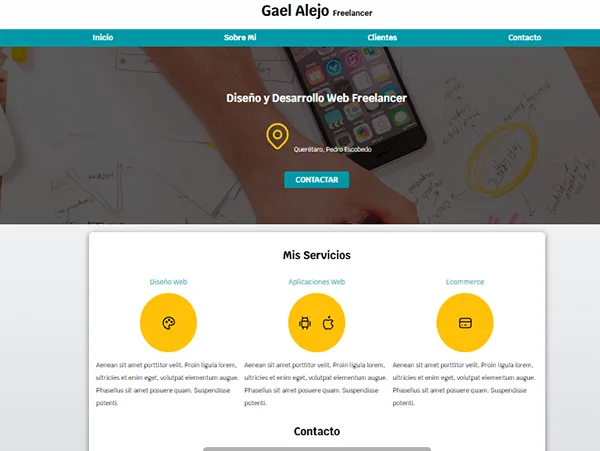 Gael Alejo Freelancer
Inicio Sobre Mi Clientes Contacto
Diseño y Desarrollo Web Freelancer
Querétaro, Pedro Escobedo
CONTACTAR
Mis Servicios
Diseño Web Aplicaciones Web Ecommerce
Aenean sit amet porttitor velit. Proin ligula lorem, Aenean sit amet porttitor velit. Proin ligula lorem, Aenean sit amet porttitor velit. Proin ligula lorem,
ultricies et enim eget, volutpat elementum augue. ultricies et enim eget, volutpat elementum augue. ultricies et enim eget, volutpat elementum augue.
Phasellus sit amet posuere quam. Suspendisse Phasellus sit amet posuere quam. Suspendisse Phasellus sit amet posuere quam. Suspendisse
potenti. potenti. potenti.
Contacto